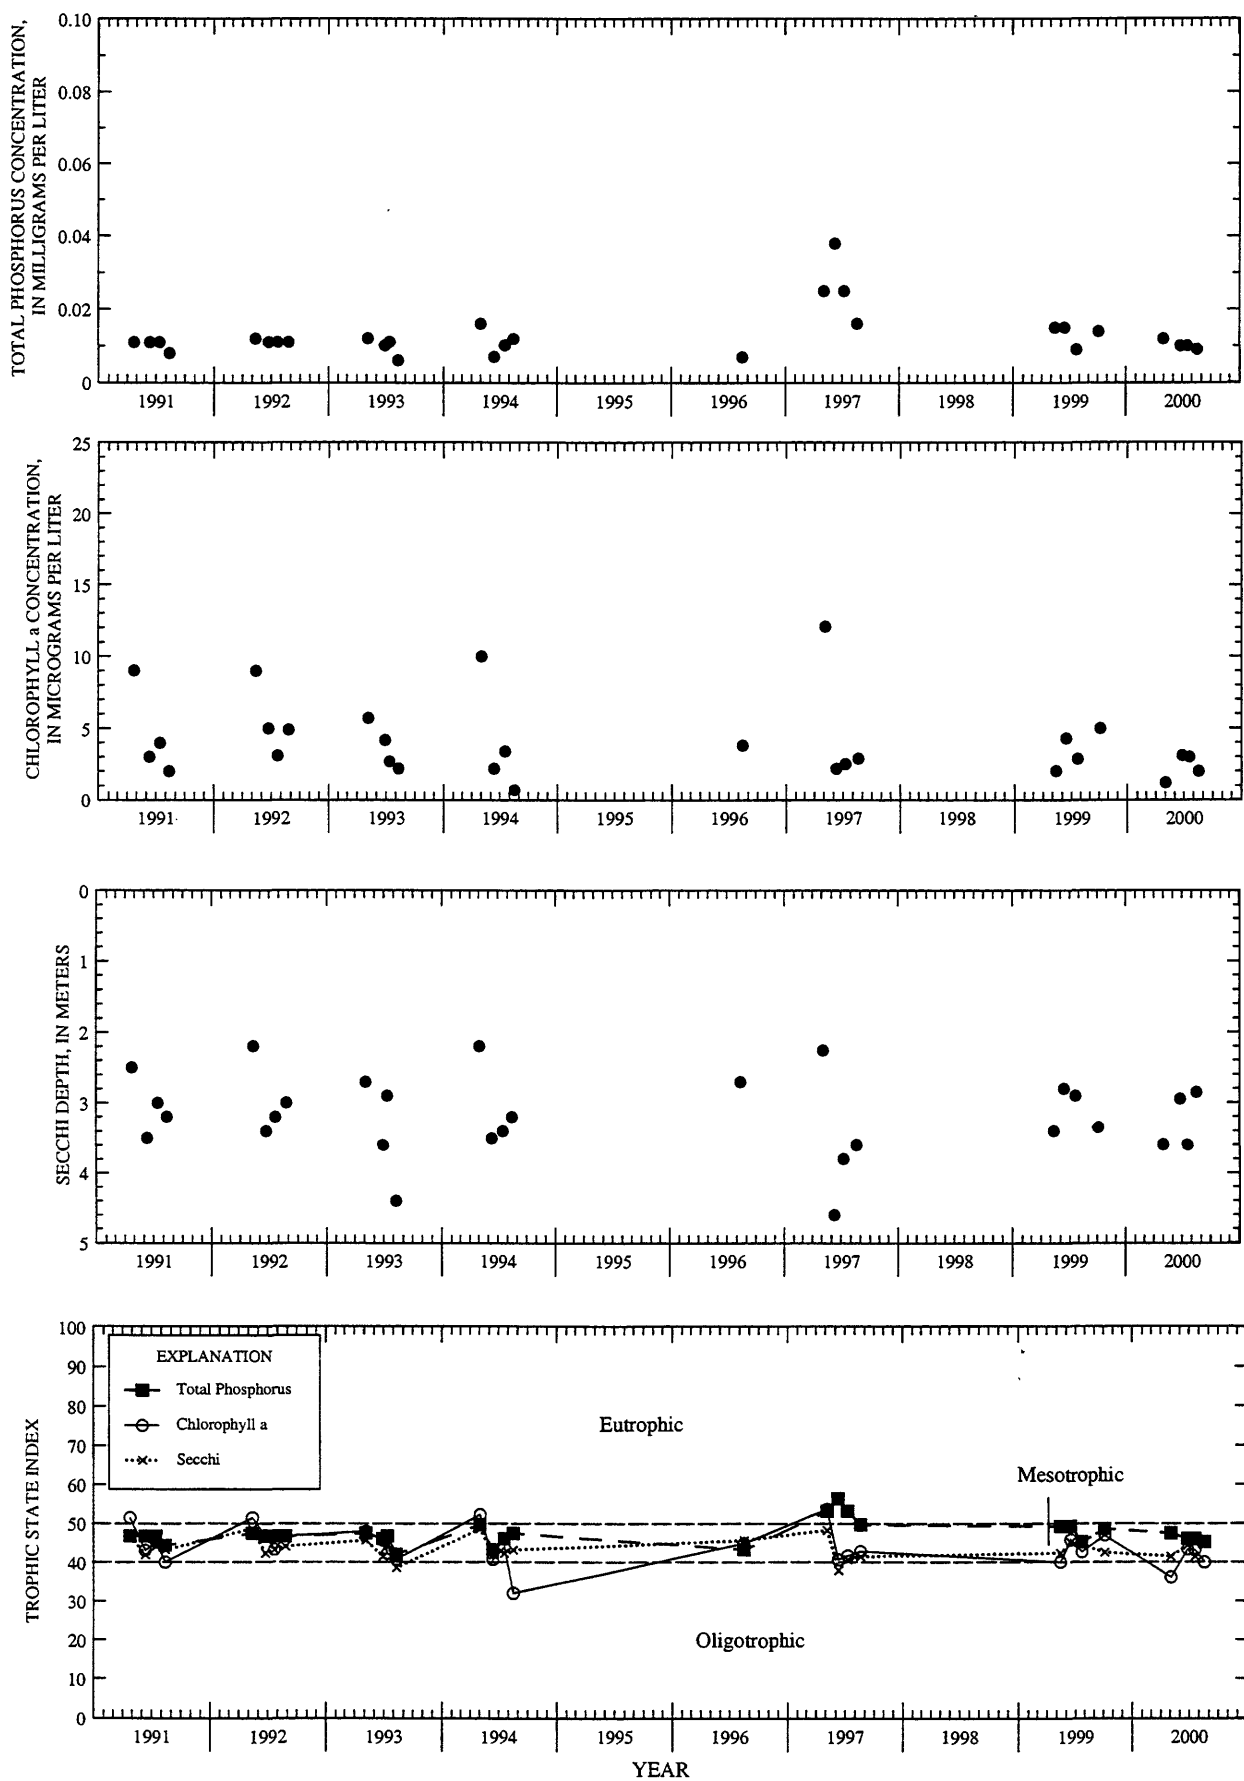 TOTAL PHOSPHORUS CONCENTRATION,
IN MILLIGRAMS PER LITER
0.10
0.08
0.06
0.04
0.02
0
1991 1992 1993 1994 1995 1996 1997 1998 1999 2000
CHLOROPHYLL a CONCENTRATION,
IN MICROGRAMS PER LITER
25
20
15
10
5
0
1991 1992 1993 1994 1995 1996 1997 1998 1999 2000
SECCHI DEPTH, IN METERS
0
1
2
3
4
5
1991 1992 1993 1994 1995 1996 1997 1998 1999 2000
TROPHIC STATE INDEX
100
90
80
70
60
50
40
30
20
10
0
EXPLANATION
Total Phosphorus
Chlorophyll a
Secchi
Eutrophic
Mesotrophic
Oligotrophic
1991 1992 1993 1994 1995 1996 1997 1998 1999 2000
YEAR